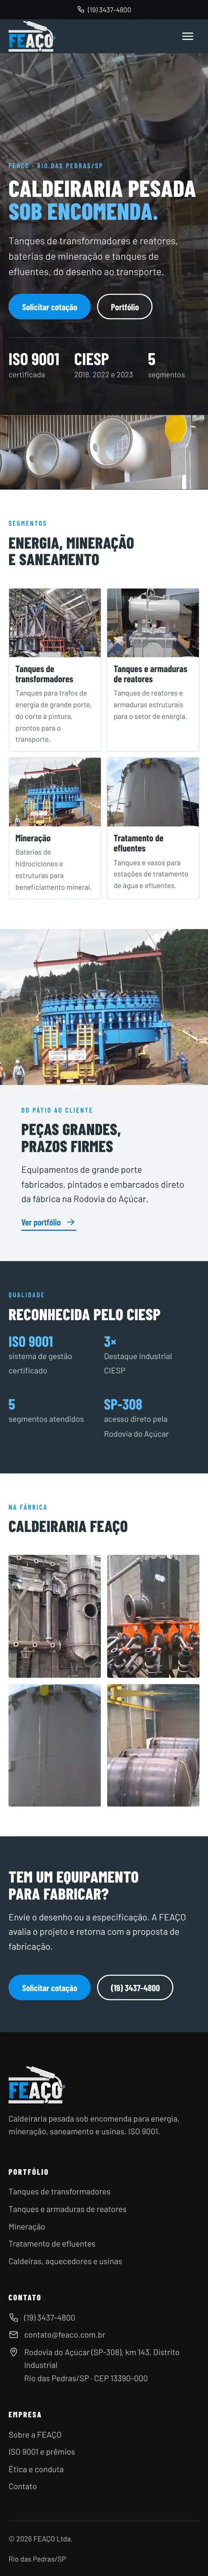 (19) 3437-4800
FEAÇO
FEAÇO · RIO DAS PEDRAS/SP
CALDEIRARIA PESADA
SOB ENCOMENDA.
Tanques de transformadores e reatores,
baterias de mineração e tanques de
efluentes, do desenho ao transporte.
Solicitar cotação
Portfólio
ISO 9001
certificada
CIESP
2018, 2022 e 2023
5
segmentos
SEGMENTOS
ENERGIA, MINERAÇÃO
E SANEAMENTO
Tanques de
transformadores
Tanques para trafos de
energia de grande porte,
do corte à pintura,
prontos para o
transporte.
Tanques e armaduras
de reatores
Tanques de reatores e
armaduras estruturais
para o setor de energia.
Mineração
Baterias de
hidrociclones e
estruturas para
beneficiamento mineral.
Tratamento de
efluentes
Tanques e vasos para
estações de tratamento
de água e efluentes.
DO PÁTIO AO CLIENTE
PEÇAS GRANDES,
PRAZOS FIRMES
Equipamentos de grande porte
fabricados, pintados e embarcados direto
da fábrica na Rodovia do Açúcar.
Ver portfólio
QUALIDADE
RECONHECIDA PELO CIESP
ISO 9001
sistema de gestão
certificado
3×
Destaque Industrial
CIESP
5
segmentos atendidos
SP-308
acesso direto pela
Rodovia do Açúcar
NA FÁBRICA
CALDEIRARIA FEAÇO
TEM UM EQUIPAMENTO
PARA FABRICAR?
Envie o desenho ou a especificação. A FEAÇO
avalia o projeto e retorna com a proposta de
fabricação.
Solicitar cotação
(19) 3437-4800
FEAÇO
Caldeiraria pesada sob encomenda para energia,
mineração, saneamento e usinas. ISO 9001.
PORTFÓLIO
Tanques de transformadores
Tanques e armaduras de reatores
Mineração
Tratamento de efluentes
Caldeiras, aquecedores e usinas
CONTATO
(19) 3437-4800
contato@feaco.com.br
Rodovia do Açúcar (SP-308), km 143, Distrito
Industrial
Rio das Pedras/SP · CEP 13390-000
EMPRESA
Sobre a FEAÇO
ISO 9001 e prêmios
Ética e conduta
Contato
© 2026 FEAÇO Ltda.
Rio das Pedras/SP